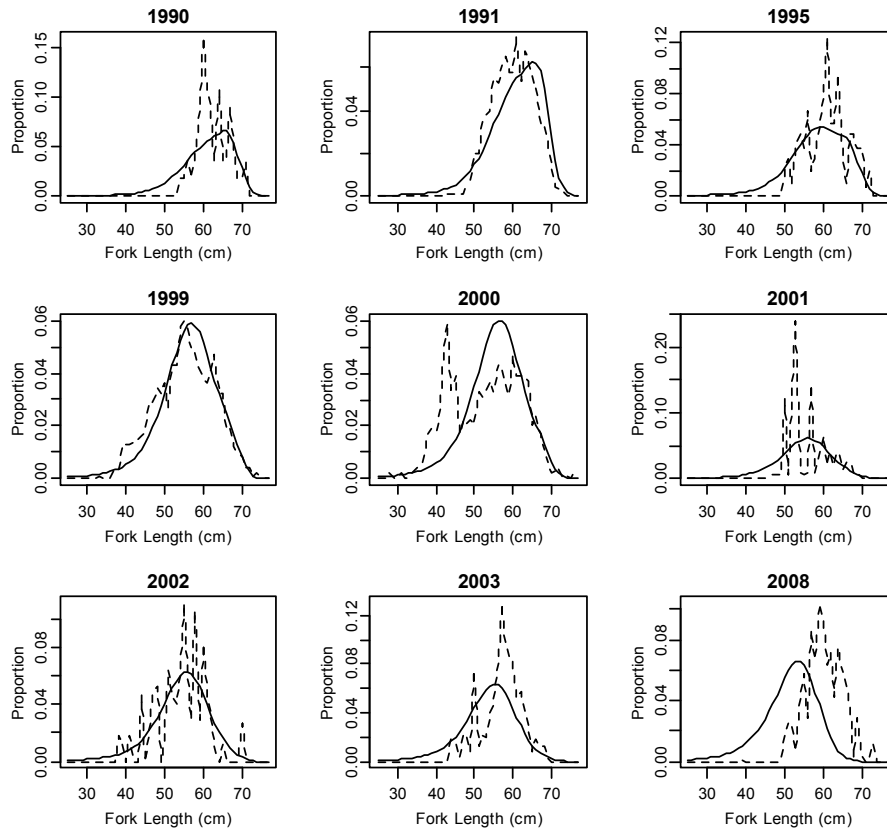 1990
Proportion
0.00 0.05 0.10 0.15
30 40 50 60 70
Fork Length (cm)
1991
Proportion
0.00 0.04
30 40 50 60 70
Fork Length (cm)
1995
Proportion
0.00 0.04 0.08 0.12
30 40 50 60 70
Fork Length (cm)
1999
Proportion
0.00 0.02 0.04 0.06
30 40 50 60 70
Fork Length (cm)
2000
Proportion
0.00 0.02 0.04 0.06
30 40 50 60 70
Fork Length (cm)
2001
Proportion
0.00 0.10 0.20
30 40 50 60 70
Fork Length (cm)
2002
Proportion
0.00 0.04 0.08
30 40 50 60 70
Fork Length (cm)
2003
Proportion
0.00 0.04 0.08 0.12
30 40 50 60 70
Fork Length (cm)
2008
Proportion
0.00 0.04 0.08
30 40 50 60 70
Fork Length (cm)